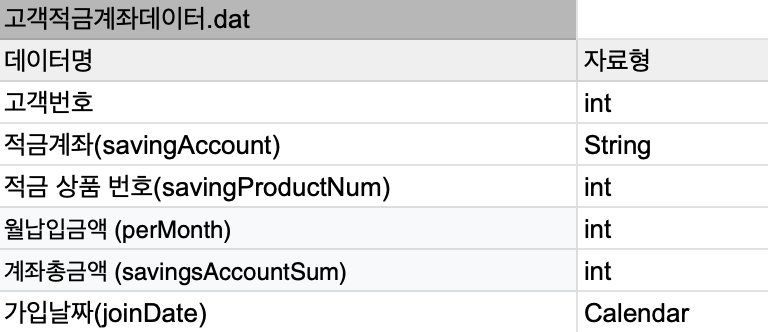 고객적금계좌데이터.dat
데이터명 자료형
고객번호 int
적금계좌(savingAccount) String
적금 상품 번호(savingProductNum) int
월납입금액 (perMonth) int
계좌총금액 (savingsAccountSum) int
가입날짜(joinDate) Calendar